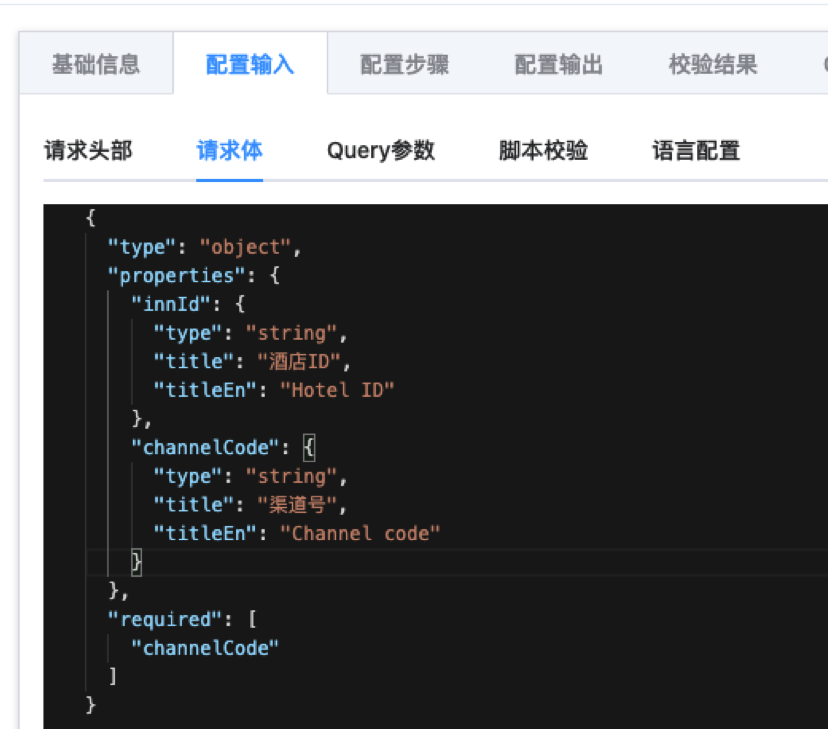 基础信息 配置输入 配置步骤 配置输出 校验结果
请求头部 请求体 Query参数 脚本校验 语言配置
{
"type": "object",
"properties": {
"innId": {
"type": "string",
"title": "酒店ID",
"titleEn": "Hotel ID"
},
"channelCode": {
"type": "string",
"title": "渠道号",
"titleEn": "Channel code"
}
},
"required": [
"channelCode"
]
}